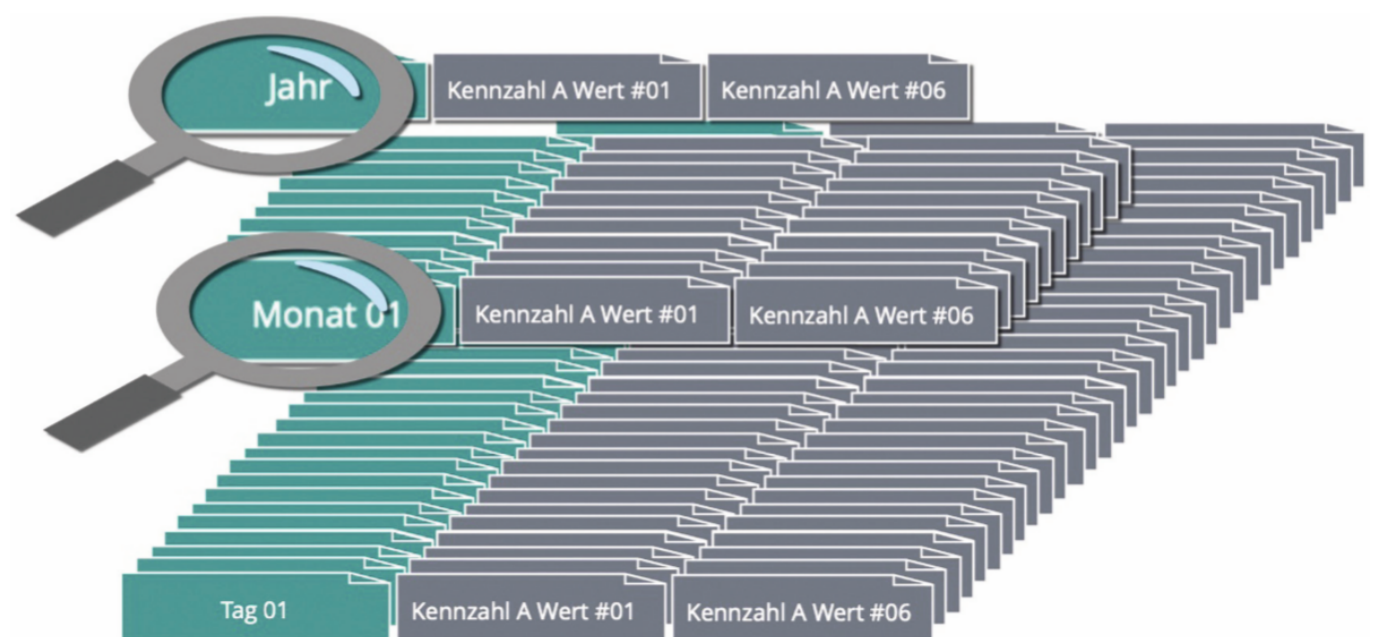 Jahr
Kennzahl A Wert #01
Kennzahl A Wert #06
Monat 01
Kennzahl A Wert #01
Kennzahl A Wert #06
Tag 01
Kennzahl A Wert #01
Kennzahl A Wert #06